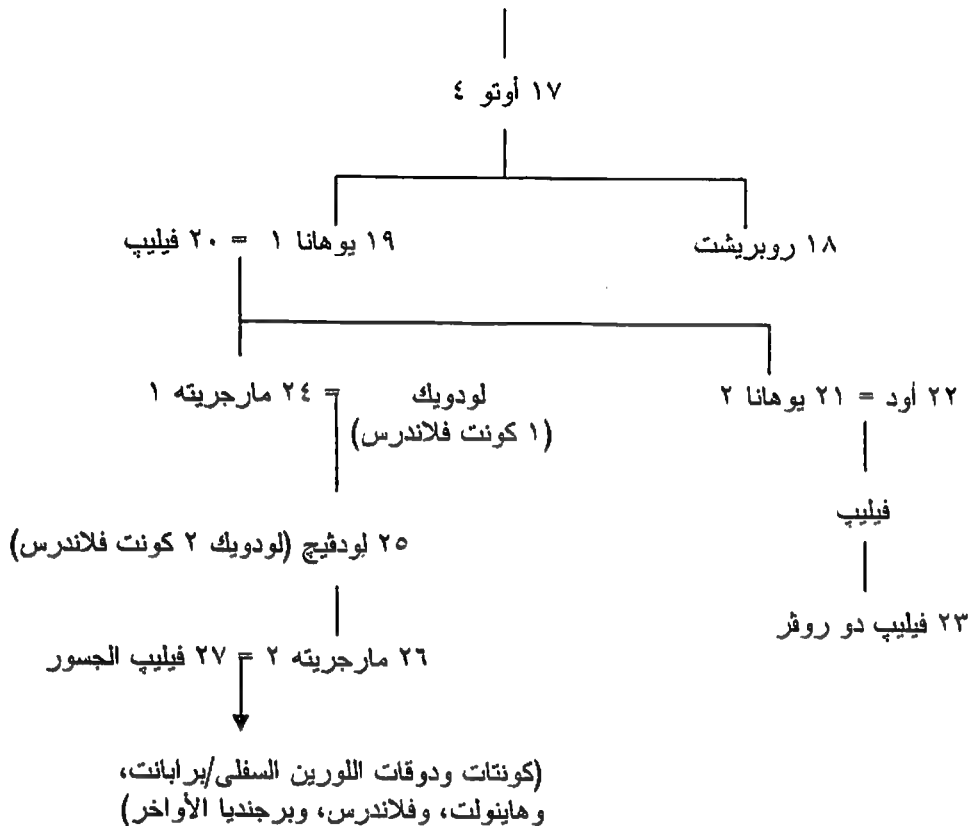 ١٧ أوتو ٤
١٨ روبريشت
١٩ يوهانا ١ = ٢٠ فيليپ
٢٢ أود = ٢١ يوهانا ٢
لودويك = ٢٤ مارجريته ١
(١ كونت فلاندرس)
فيليپ
٢٥ لودڤيچ (لودويك ٢ كونت فلاندرس)
٢٣ فيليپ دو روڤر
٢٦ مارجريته ٢ = ٢٧ فيليپ الجسور
(كونتات ودوقات اللورين السفلى/برابانت،
وهاينولت، وفلاندرس، وبرجنديا الأواخر)